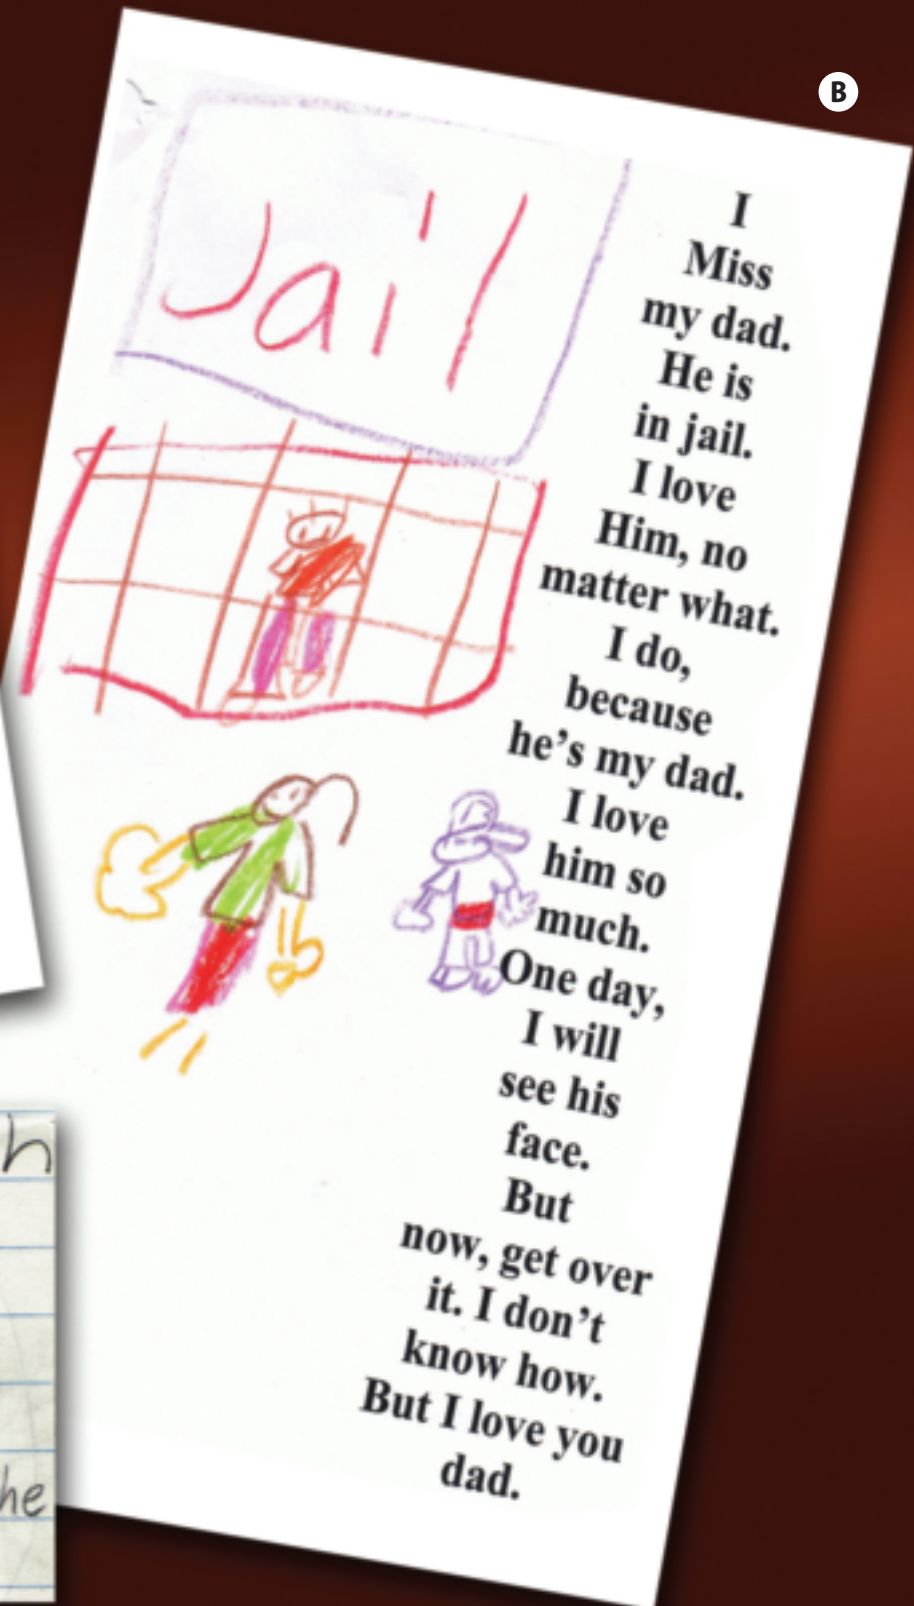 B
Jail
I
Miss
my dad.
He is
in jail.
I love
Him, no
matter what.
I do,
because
he's my dad.
I love
him so
much.
One day,
I will
see his
face.
But
now, get over
it. I don't
know how.
But I love you
dad.
h
he